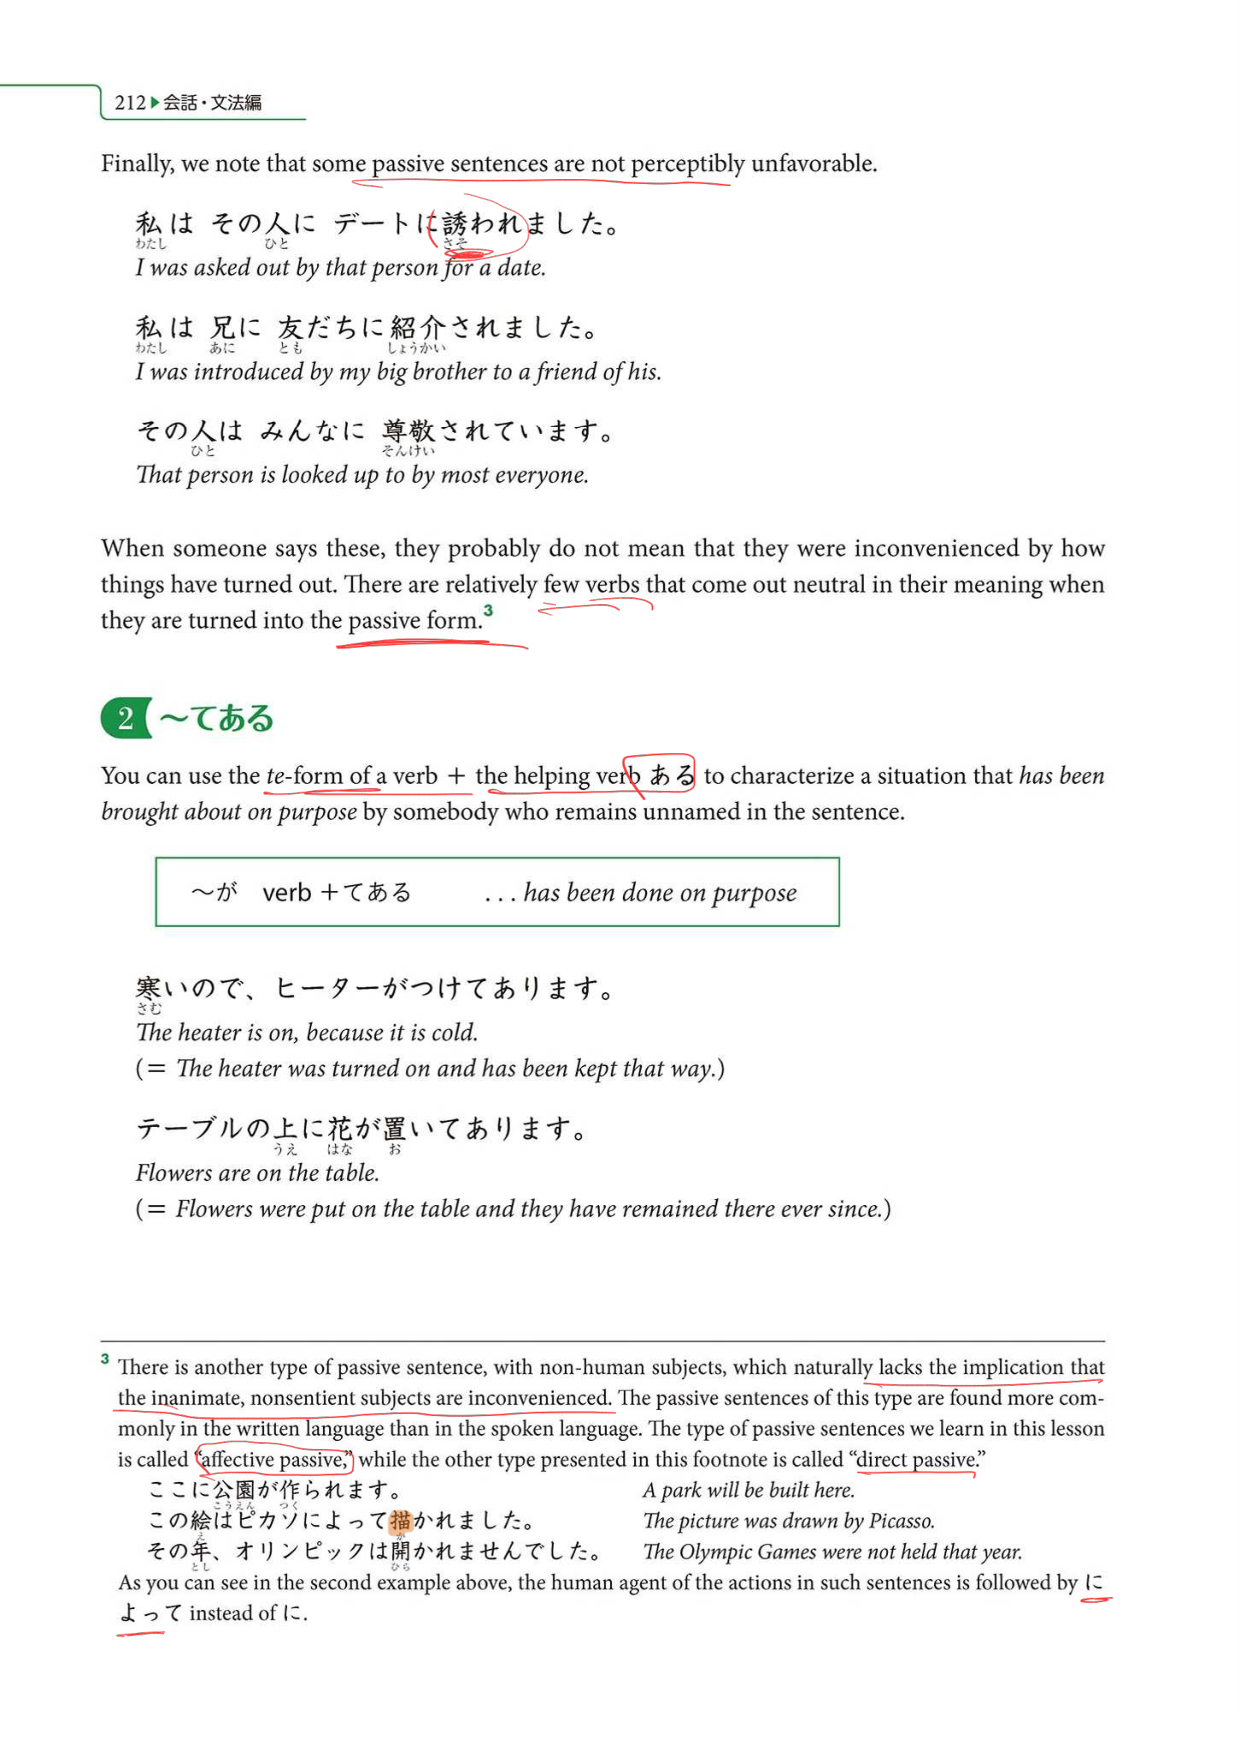 212▶会話・文法編
Finally, we note that some passive sentences are not perceptibly unfavorable.
私は その人に デートに誘われました。
わたし ひと さそ
I was asked out by that person for a date.
私は 兄に 友だちに紹介されました。
わたし あに とも しょうかい
I was introduced by my big brother to a friend of his.
その人は みんなに 尊敬されています。
ひと そんけい
That person is looked up to by most everyone.
When someone says these, they probably do not mean that they were inconvenienced by how
things have turned out. There are relatively few verbs that come out neutral in their meaning when
they are turned into the passive form.3
2 〜てある
You can use the te-form of a verb + the helping verb ある to characterize a situation that has been
brought about on purpose by somebody who remains unnamed in the sentence.
〜が verb +てある ... has been done on purpose
寒いので、ヒーターがつけてあります。
さむ
The heater is on, because it is cold.
(= The heater was turned on and has been kept that way.)
テーブルの上に花が置いてあります。
うえ はな お
Flowers are on the table.
(= Flowers were put on the table and they have remained there ever since.)
3 There is another type of passive sentence, with non-human subjects, which naturally lacks the implication that
the inanimate, nonsentient subjects are inconvenienced. The passive sentences of this type are found more com-
monly in the written language than in the spoken language. The type of passive sentences we learn in this lesson
is called “affective passive,” while the other type presented in this footnote is called “direct passive.”
ここに公園が作られます。 A park will be built here.
こうえん つく
この絵はピカソによって描かれました。 The picture was drawn by Picasso.
え か
その年、オリンピックは開かれませんでした。 The Olympic Games were not held that year.
とし ひら
As you can see in the second example above, the human agent of the actions in such sentences is followed by に
よって instead of に.